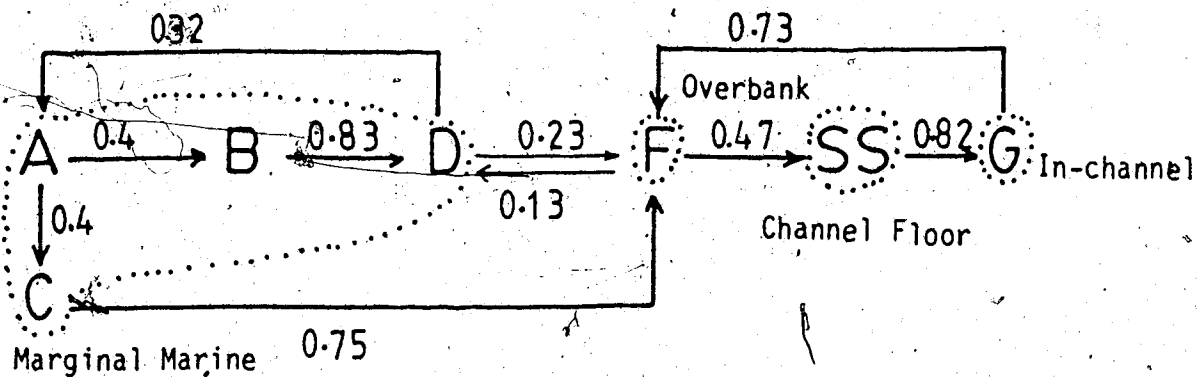 0.32 0.73
Overbank
A 0.4 B 0.83 D 0.23 F 0.47 SS 0.82 G In-channel
0.13
0.4
Channel Floor
C
0.75
Marginal Marine